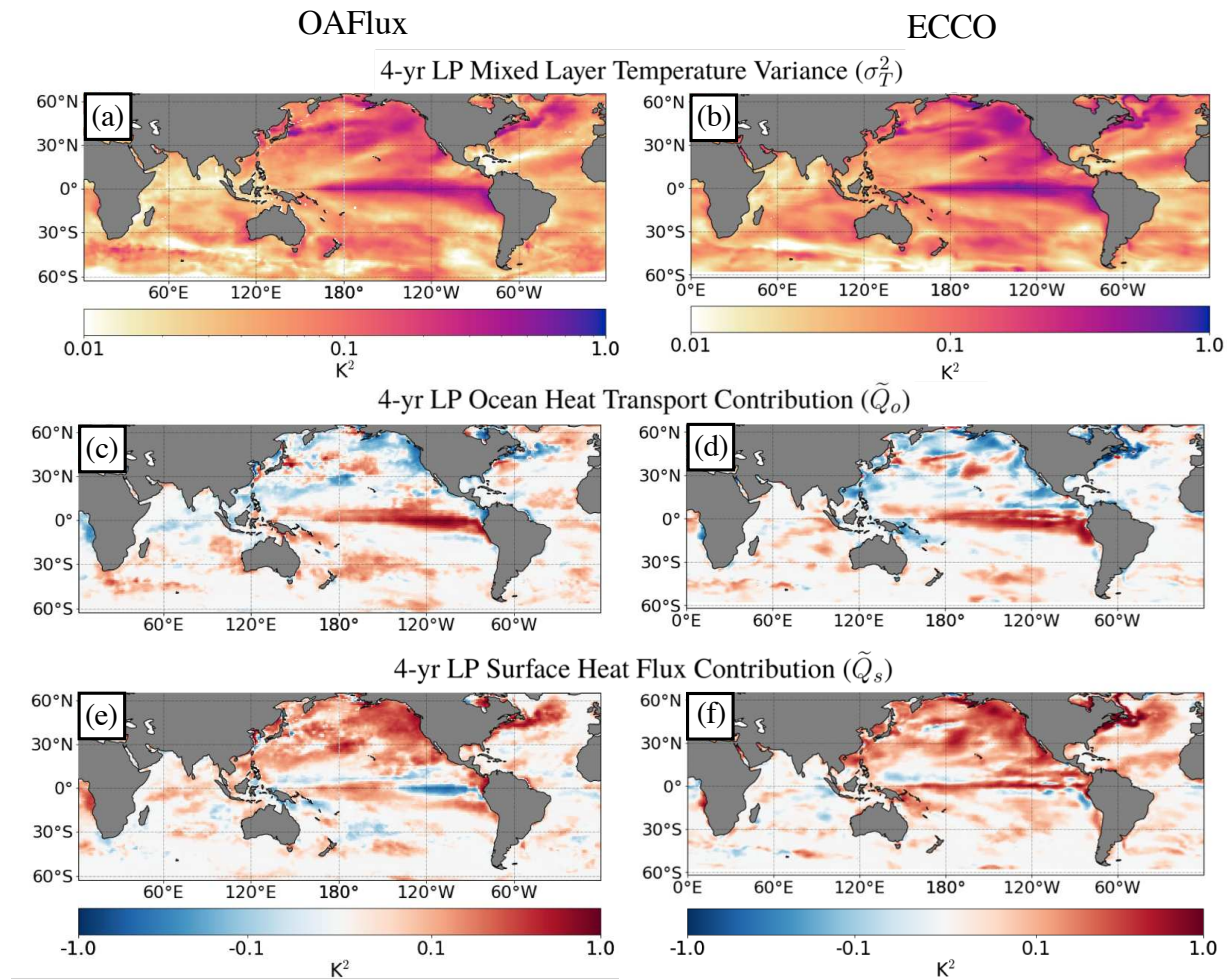 OAFlux ECCO
4-yr LP Mixed Layer Temperature Variance (σ_T^2)
(a) (b)
60°N 60°N
30°N 30°N
0° 0°
30°S 30°S
60°S 60°S
60°E 120°E 180° 120°W 60°W 0°E 60°E 120°E 180° 120°W 60°W
0.01 0.1 1.0 0.01 0.1 1.0
K² K²
4-yr LP Ocean Heat Transport Contribution (Q̃_o)
(c) (d)
60°N 60°N
30°N 30°N
0° 0°
30°S 30°S
60°S 60°S
60°E 120°E 180° 120°W 60°W 0°E 60°E 120°E 180° 120°W 60°W
4-yr LP Surface Heat Flux Contribution (Q̃_s)
(e) (f)
60°N 60°N
30°N 30°N
0° 0°
30°S 30°S
60°S 60°S
60°E 120°E 180° 120°W 60°W 0°E 60°E 120°E 180° 120°W 60°W
-1.0 -0.1 0.1 1.0 -1.0 -0.1 0.1 1.0
K² K²